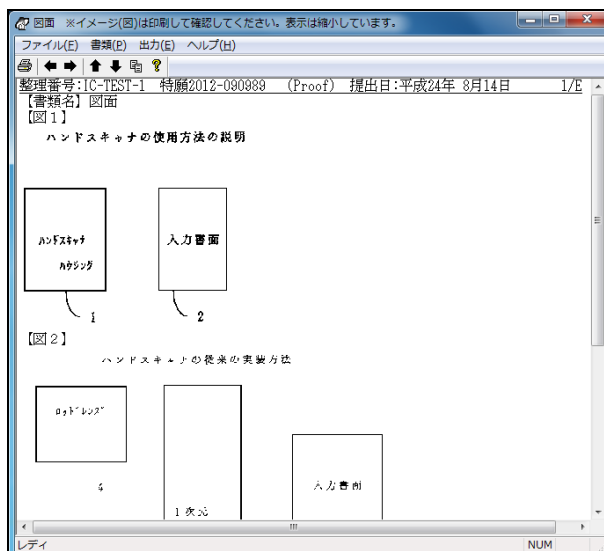 図面　※イメージ(図)は印刷して確認してください。表示は縮小しています。
ファイル(F) 書類(P) 出力(E) ヘルプ(H)
整理番号:IC-TEST-1 特願2012-090989 (Proof) 提出日:平成24年 8月14日 1/E
【書類名】図面
【図１】
ハンドスキャナの使用方法の説明
ﾊﾝﾄﾞｽｷｬﾅ
ﾊｳｼﾝｸﾞ
入力書面
1
2
【図２】
ハンドスキャナの従来の実装方法
ﾛｯﾄﾞﾚﾝｽﾞ
入力書面
１次元
レディ
NUM